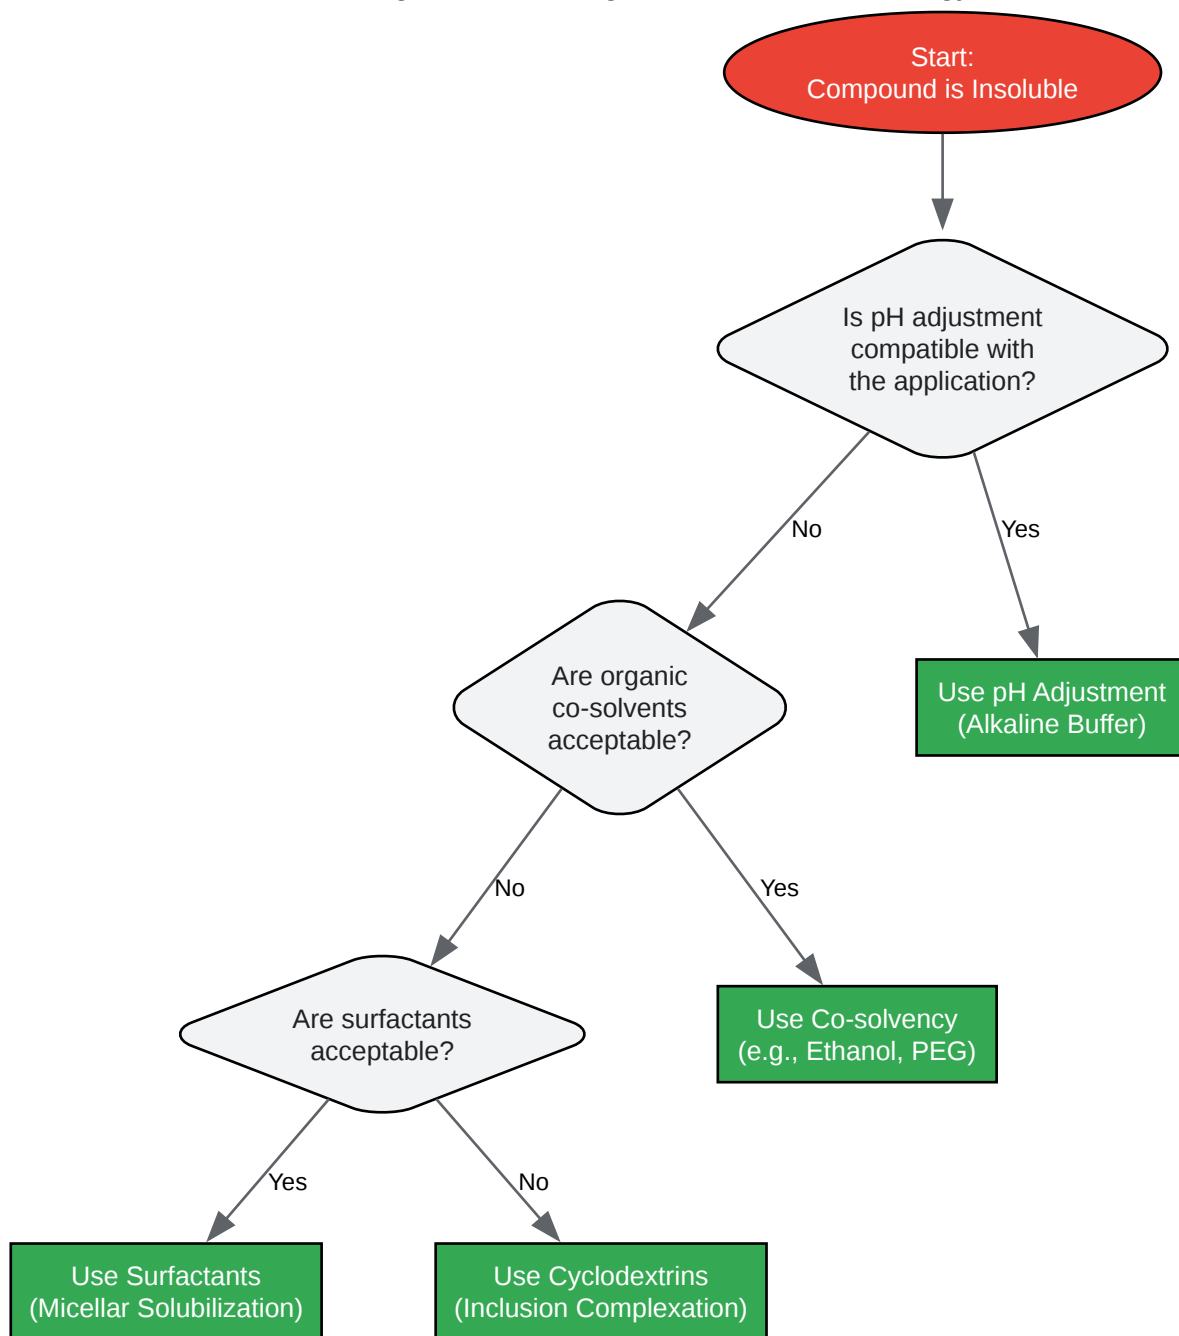 Start:
Compound is Insoluble
Is pH adjustment
compatible with
the application?
No
Yes
Are organic
co-solvents
acceptable?
Use pH Adjustment
(Alkaline Buffer)
No
Yes
Are surfactants
acceptable?
Use Co-solvency
(e.g., Ethanol, PEG)
Yes
No
Use Surfactants
(Micellar Solubilization)
Use Cyclodextrins
(Inclusion Complexation)